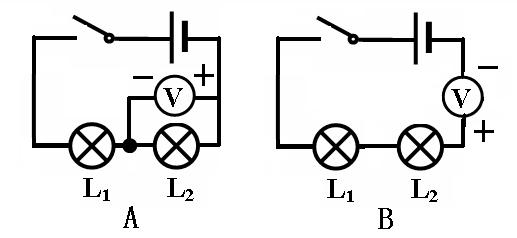 − V + − V +
L₁ L₂ L₁ L₂
A B